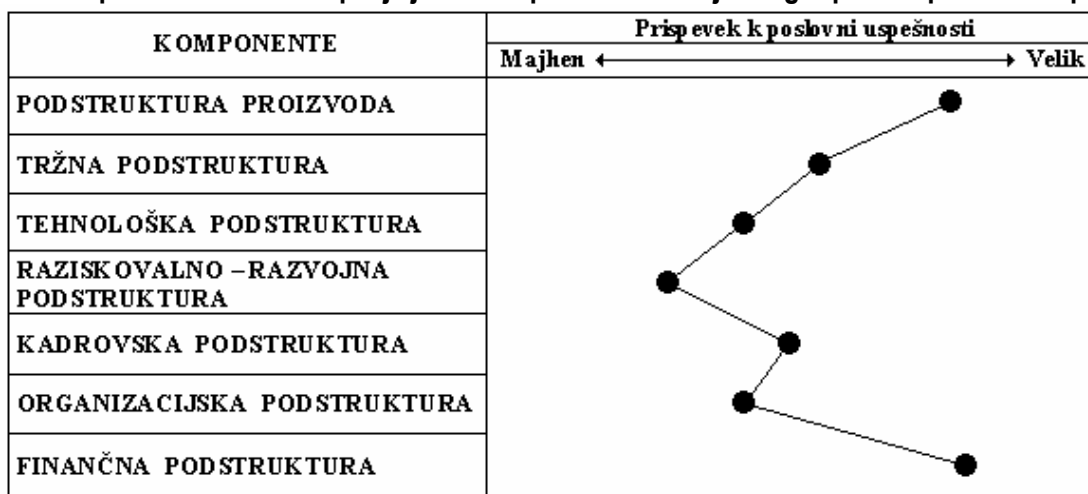 KOMPONENTE
Prispevek k poslovni uspešnosti
Majhen Velik
PODSTRUKTURA PROIZVODA
TRŽNA PODSTRUKTURA
TEHNOLOŠKA PODSTRUKTURA
RAZISKOVALNO –RAZVOJNA
PODSTRUKTURA
KADROVSKA PODSTRUKTURA
ORGANIZACIJSKA PODSTRUKTURA
FINANČNA PODSTRUKTURA